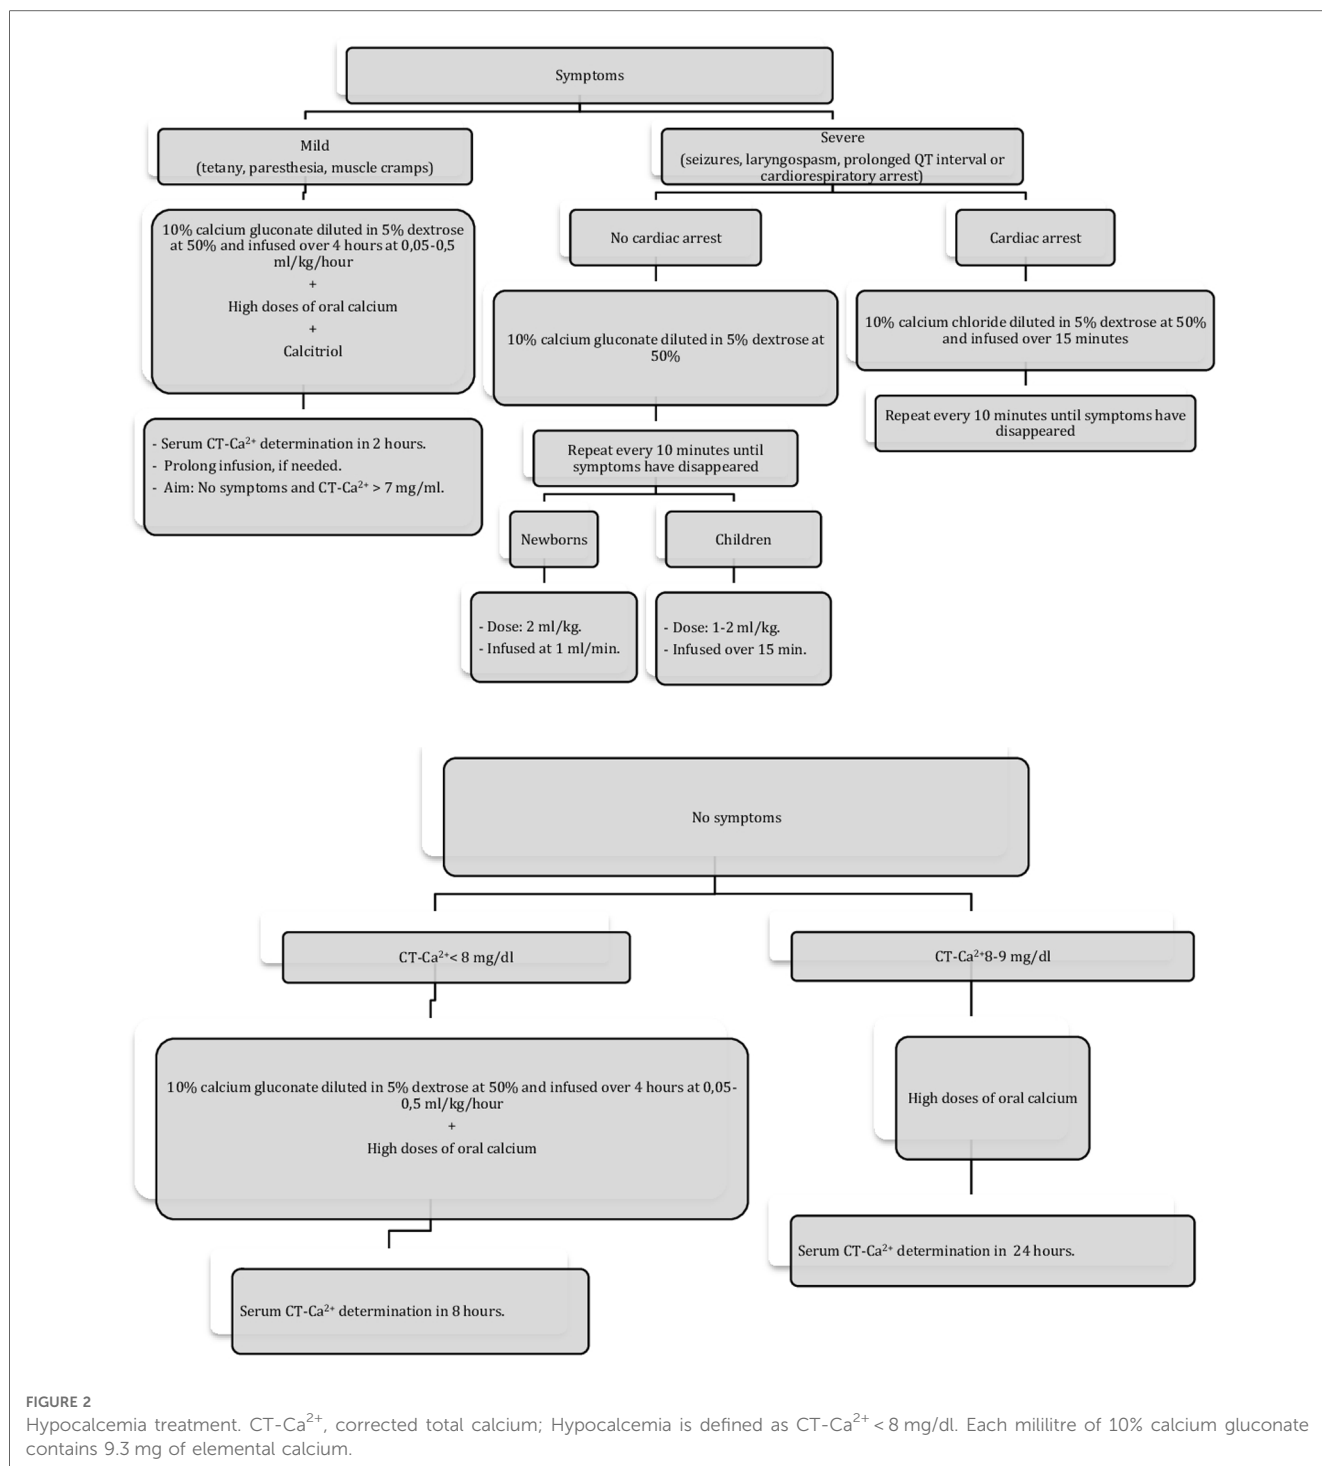 Symptoms
Mild
(tetany, paresthesia, muscle cramps)
Severe
(seizures, laryngospasm, prolonged QT interval or
cardiorespiratory arrest)
10% calcium gluconate diluted in 5% dextrose
at 50% and infused over 4 hours at 0,05-0,5
ml/kg/hour
+
High doses of oral calcium
+
Calcitriol
- Serum CT-Ca²⁺ determination in 2 hours.
- Prolong infusion, if needed.
- Aim: No symptoms and CT-Ca²⁺ > 7 mg/ml.
No cardiac arrest
10% calcium gluconate diluted in 5% dextrose at
50%
Repeat every 10 minutes until
symptoms have disappeared
Newborns
- Dose: 2 ml/kg.
- Infused at 1 ml/min.
Children
- Dose: 1-2 ml/kg.
- Infused over 15 min.
Cardiac arrest
10% calcium chloride diluted in 5% dextrose at 50%
and infused over 15 minutes
Repeat every 10 minutes until symptoms have
disappeared
No symptoms
CT-Ca²⁺< 8 mg/dl
10% calcium gluconate diluted in 5% dextrose at 50% and infused over 4 hours at 0,05-
0,5 ml/kg/hour
+
High doses of oral calcium
Serum CT-Ca²⁺ determination in 8 hours.
CT-Ca²⁺8-9 mg/dl
High doses of oral calcium
Serum CT-Ca²⁺ determination in 24 hours.
FIGURE 2
Hypocalcemia treatment. CT-Ca²⁺, corrected total calcium; Hypocalcemia is defined as CT-Ca²⁺ < 8 mg/dl. Each mililitre of 10% calcium gluconate
contains 9.3 mg of elemental calcium.